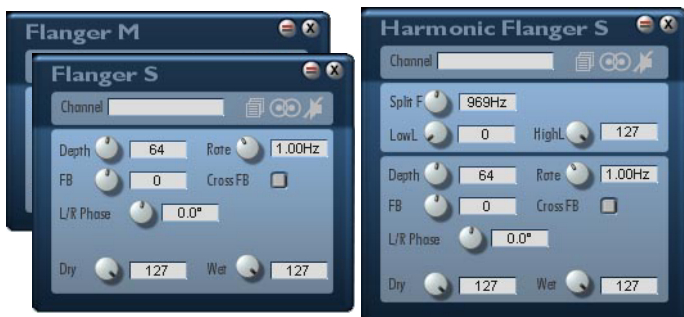 Flanger M
Flanger S
Channel
Depth 64 Rate 1.00Hz
FB 0 Cross FB
L/R Phase 0.0°
Dry 127 Wet 127
Harmonic Flanger S
Channel
Split F 969Hz
LowL 0 HighL 127
Depth 64 Rate 1.00Hz
FB 0 Cross FB
L/R Phase 0.0°
Dry 127 Wet 127